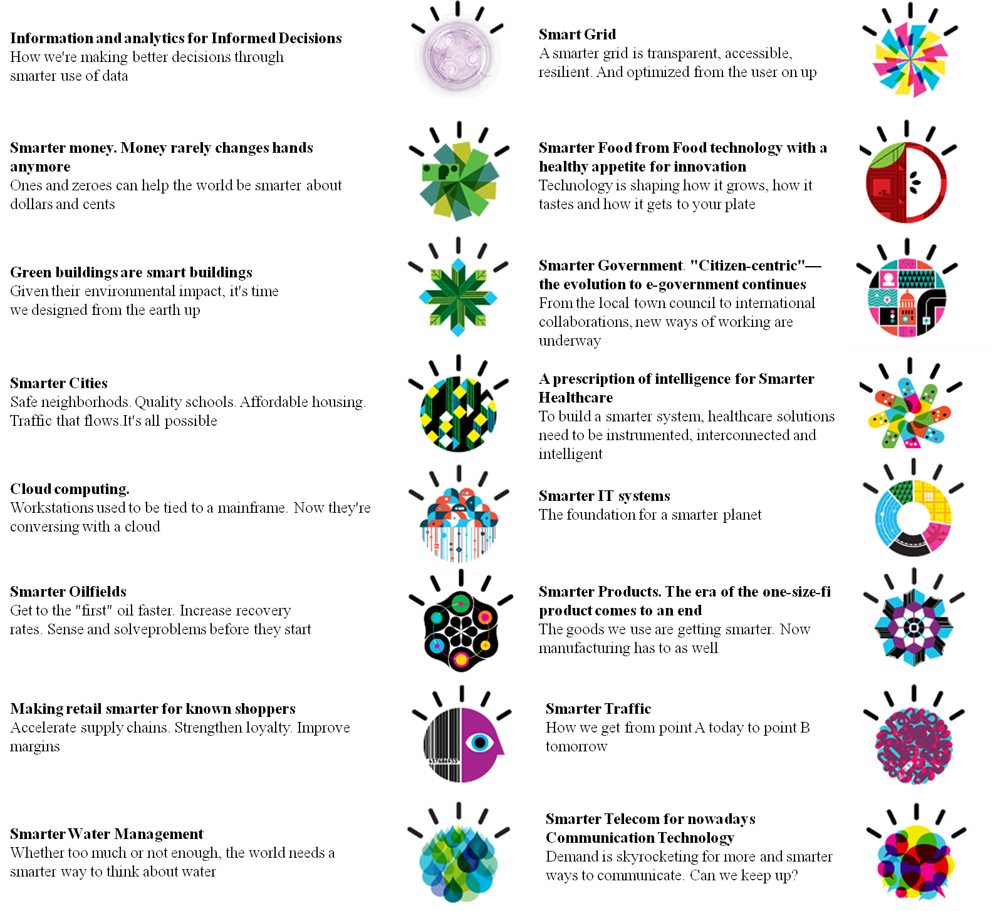 Information and analytics for Informed Decisions
How we're making better decisions through
smarter use of data
Smarter money. Money rarely changes hands
anymore
Ones and zeroes can help the world be smarter about
dollars and cents
Green buildings are smart buildings
Given their environmental impact, it's time
we designed from the earth up
Smarter Cities
Safe neighborhods. Quality schools. Affordable housing.
Traffic that flows.It's all possible
Cloud computing.
Workstations used to be tied to a mainframe. Now they're
conversing with a cloud
Smarter Oilfields
Get to the "first" oil faster. Increase recovery
rates. Sense and solveproblems before they start
Making retail smarter for known shoppers
Accelerate supply chains. Strengthen loyalty. Improve
margins
Smarter Water Management
Whether too much or not enough, the world needs a
smarter way to think about water
Smart Grid
A smarter grid is transparent, accessible,
resilient. And optimized from the user on up
Smarter Food from Food technology with a
healthy appetite for innovation
Technology is shaping how it grows, how it
tastes and how it gets to your plate
Smarter Government. "Citizen-centric"—
the evolution to e-government continues
From the local town council to international
collaborations, new ways of working are
underway
A prescription of intelligence for Smarter
Healthcare
To build a smarter system, healthcare solutions
need to be instrumented, interconnected and
intelligent
Smarter IT systems
The foundation for a smarter planet
Smarter Products. The era of the one-size-fi
product comes to an end
The goods we use are getting smarter. Now
manufacturing has to as well
Smarter Traffic
How we get from point A today to point B
tomorrow
Smarter Telecom for nowadays
Communication Technology
Demand is skyrocketing for more and smarter
ways to communicate. Can we keep up?